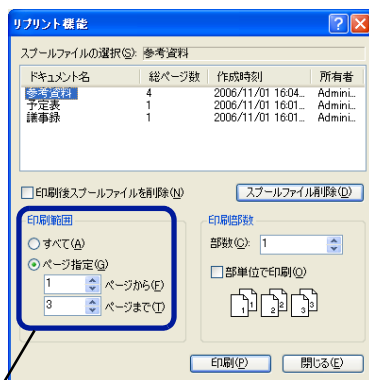 リプリント機能
スプールファイルの選択(S): 参考資料
ドキュメント名 総ページ数 作成時刻 所有者
参考資料 4 2006/11/01 16:04... Admini...
予定表 1 2006/11/01 16:01... Admini...
議事録 1 2006/11/01 16:01... Admini...
印刷後スプールファイルを削除(N) スプールファイル削除(D)
印刷範囲
すべて(A)
ページ指定(G)
1 ページから(F)
3 ページまで(T)
印刷部数
部数(C): 1
部単位で印刷(O)
1 1 2 2 3 3
印刷(P) 閉じる(E)